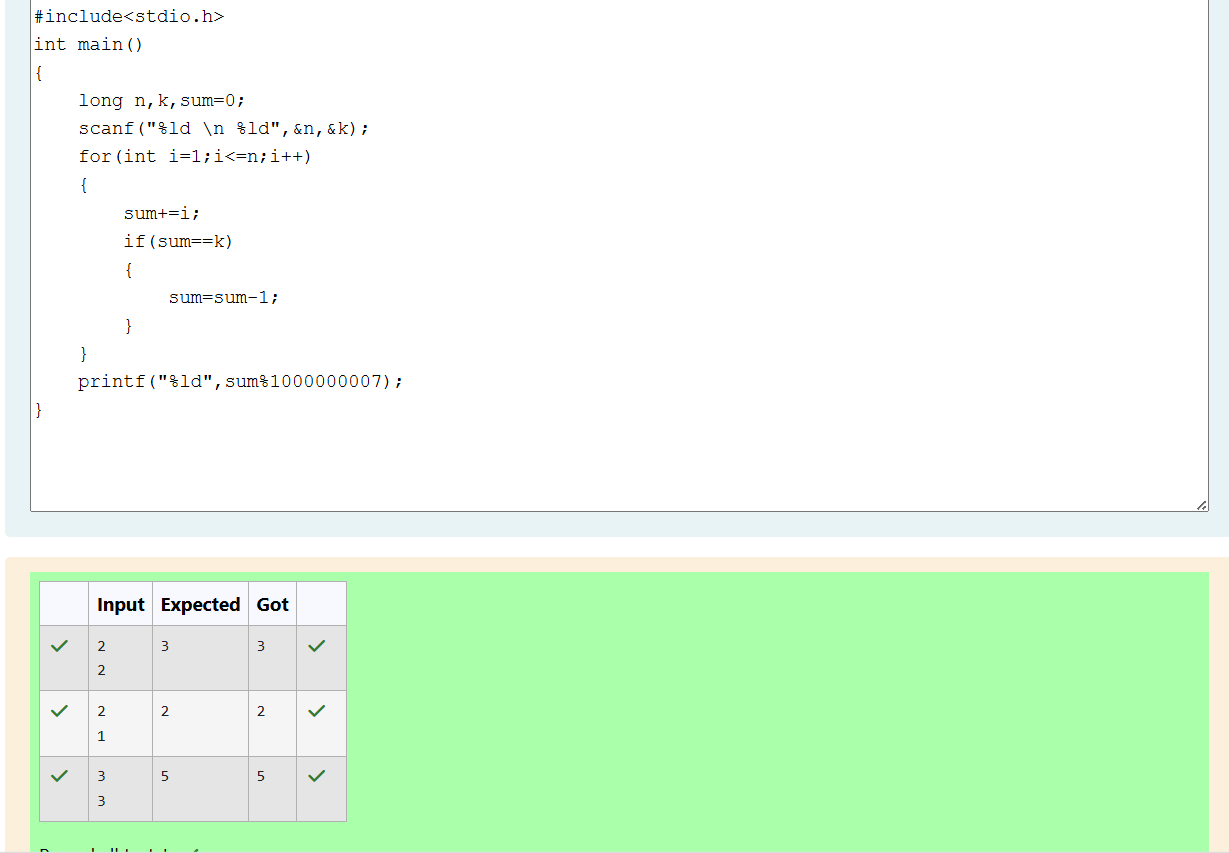 #include<stdio.h>
int main()
{
    long n,k,sum=0;
    scanf("%ld \n %ld",&n,&k);
    for(int i=1;i<=n;i++)
    {
        sum+=i;
        if(sum==k)
        {
            sum=sum-1;
        }
    }
    printf("%ld",sum%1000000007);
}
Input Expected Got
2 3 3
2
2 2 2
1
3 5 5
3